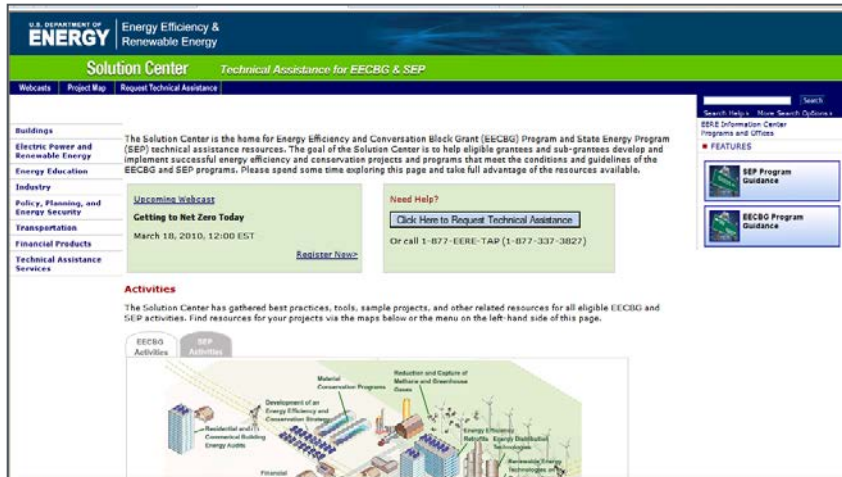 U.S. DEPARTMENT OF
ENERGY
Energy Efficiency &
Renewable Energy
Solution Center
Technical Assistance for EECBG & SEP
Webcasts
Project Map
Request Technical Assistance
Search
Search Help
More Search Options
EERE Information Center
Programs and Offices
FEATURES
SEP Program
Guidance
EECBG Program
Guidance
Buildings
Electric Power and
Renewable Energy
Energy Education
Industry
Policy, Planning, and
Energy Security
Transportation
Financial Products
Technical Assistance
Services
The Solution Center is the home for Energy Efficiency and Conversation Block Grant (EECBG) Program and State Energy Program
(SEP) technical assistance resources. The goal of the Solution Center is to help eligible grantees and sub-grantees develop and
implement successful energy efficiency and conservation projects and programs that meet the conditions and guidelines of the
EECBG and SEP programs. Please spend some time exploring this page and take full advantage of the resources available.
Upcoming Webcast
Getting to Net Zero Today
March 18, 2010, 12:00 EST
Register Now>
Need Help?
Click Here to Request Technical Assistance
Or call 1-877-EERE-TAP (1-877-337-3827)
Activities
The Solution Center has gathered best practices, tools, sample projects, and other related resources for all eligible EECBG and
SEP activities. Find resources for your projects via the maps below or the menu on the left-hand side of this page.
EECBG
Activities
SEP
Activities
Reduction and Capture of
Methane and Greenhouse
Gases
Material
Conservation Programs
Development of an
Energy Efficiency and
Conservation Strategy
Residential and
Commerical Building
Energy Audits
Energy Efficiency
Retrofits
Energy Distribution
Technologies
Renewable Energy
Technologies on
Financial